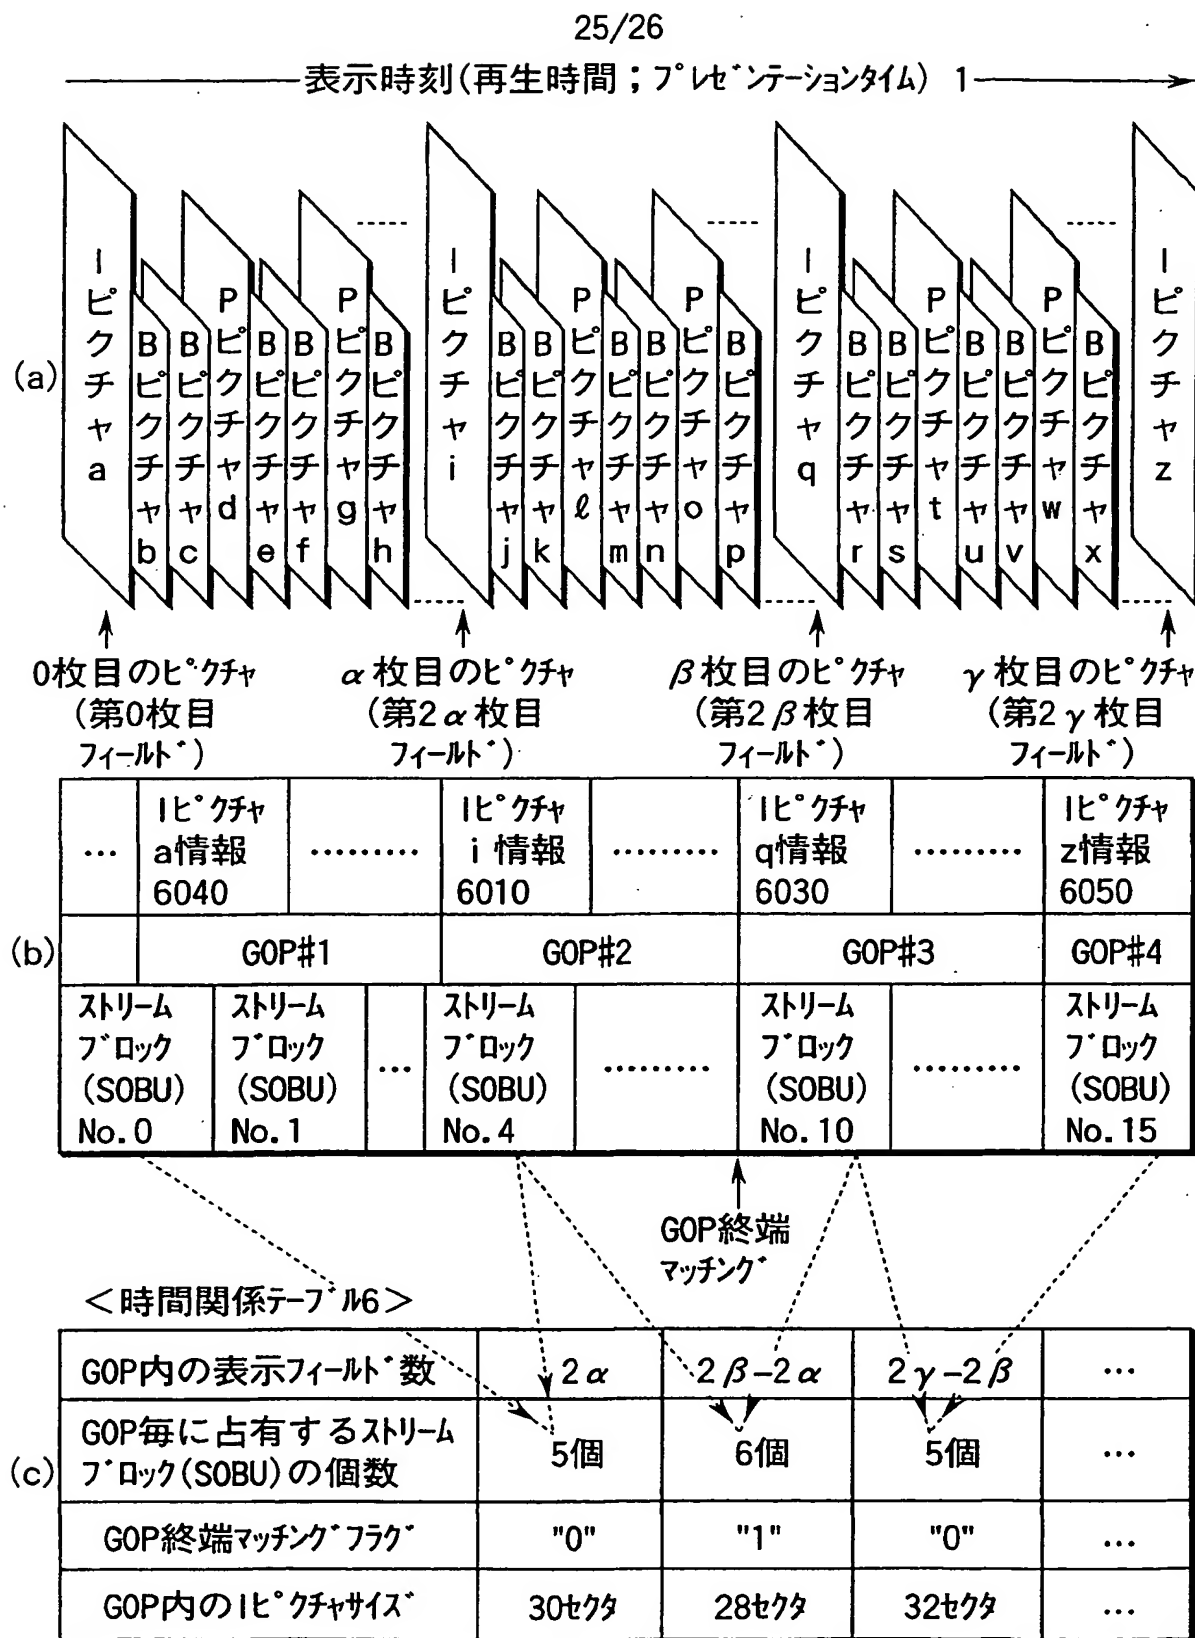 25/26
表示時刻(再生時間;プレゼンテーションタイム) 1
(a)
Iピクチャa
Bピクチャb
Bピクチャc
Pピクチャd
Bピクチャe
Bピクチャf
Pピクチャg
Bピクチャh
Iピクチャi
Bピクチャj
Bピクチャk
Pピクチャℓ
Bピクチャm
Bピクチャn
Pピクチャo
Bピクチャp
Iピクチャq
Bピクチャr
Bピクチャs
Pピクチャt
Bピクチャu
Bピクチャv
Pピクチャw
Bピクチャx
Iピクチャz
0枚目のピクチャ
(第0枚目
フィールド)
α枚目のピクチャ
(第2α枚目
フィールド)
β枚目のピクチャ
(第2β枚目
フィールド)
γ枚目のピクチャ
(第2γ枚目
フィールド)
(b)
…
Iピクチャ
a情報
6040
………
Iピクチャ
i情報
6010
………
Iピクチャ
q情報
6030
………
Iピクチャ
z情報
6050
GOP#1
GOP#2
GOP#3
GOP#4
ストリーム
ブロック
(SOBU)
No.0
ストリーム
ブロック
(SOBU)
No.1
…
ストリーム
ブロック
(SOBU)
No.4
………
ストリーム
ブロック
(SOBU)
No.10
………
ストリーム
ブロック
(SOBU)
No.15
GOP終端
マッチング
<時間関係テーブル6>
(c)
GOP内の表示フィールド数
2α
2β-2α
2γ-2β
…
GOP毎に占有するストリーム
ブロック(SOBU)の個数
5個
6個
5個
…
GOP終端マッチングフラグ
"0"
"1"
"0"
…
GOP内のIピクチャサイズ
30セクタ
28セクタ
32セクタ
…